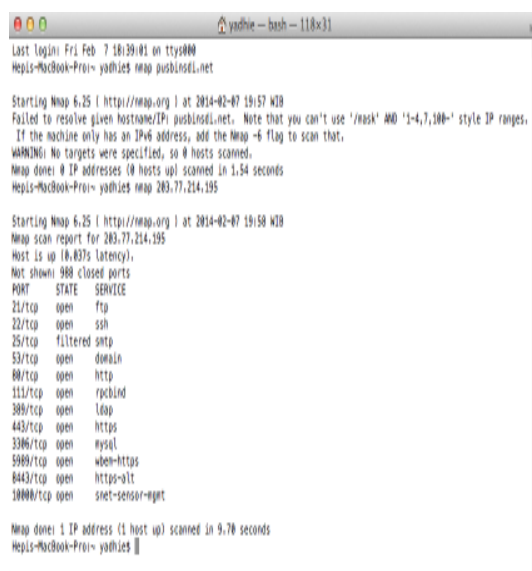 yadhie — bash — 118×31
Last login: Fri Feb 7 18:39:01 on ttys000
Hepis-MacBook-Pro:~ yadhie$ nmap pusbinsdi.net
Starting Nmap 6.25 ( http://nmap.org ) at 2014-02-07 19:57 WIB
Failed to resolve given hostname/IP: pusbinsdi.net. Note that you can't use '/mask' AND '1-4,7,100-' style IP ranges.
If the machine only has an IPv6 address, add the Nmap -6 flag to scan that.
WARNING: No targets were specified, so 0 hosts scanned.
Nmap done: 0 IP addresses (0 hosts up) scanned in 1.54 seconds
Hepis-MacBook-Pro:~ yadhie$ nmap 203.77.214.195
Starting Nmap 6.25 ( http://nmap.org ) at 2014-02-07 19:58 WIB
Nmap scan report for 203.77.214.195
Host is up (0.037s latency).
Not shown: 988 closed ports
PORT STATE SERVICE
21/tcp open ftp
22/tcp open ssh
25/tcp filtered smtp
53/tcp open domain
80/tcp open http
111/tcp open rpcbind
389/tcp open ldap
443/tcp open https
3306/tcp open mysql
5989/tcp open wbem-https
8443/tcp open https-alt
10000/tcp open snet-sensor-mgmt
Nmap done: 1 IP address (1 host up) scanned in 9.70 seconds
Hepis-MacBook-Pro:~ yadhie$